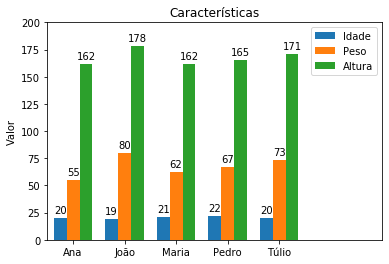 Características
Idade
Peso
Altura
Valor
200
175
150
125
100
75
50
25
0
20 55 162
19 80 178
21 62 162
22 67 165
20 73 171
Ana João Maria Pedro Túlio